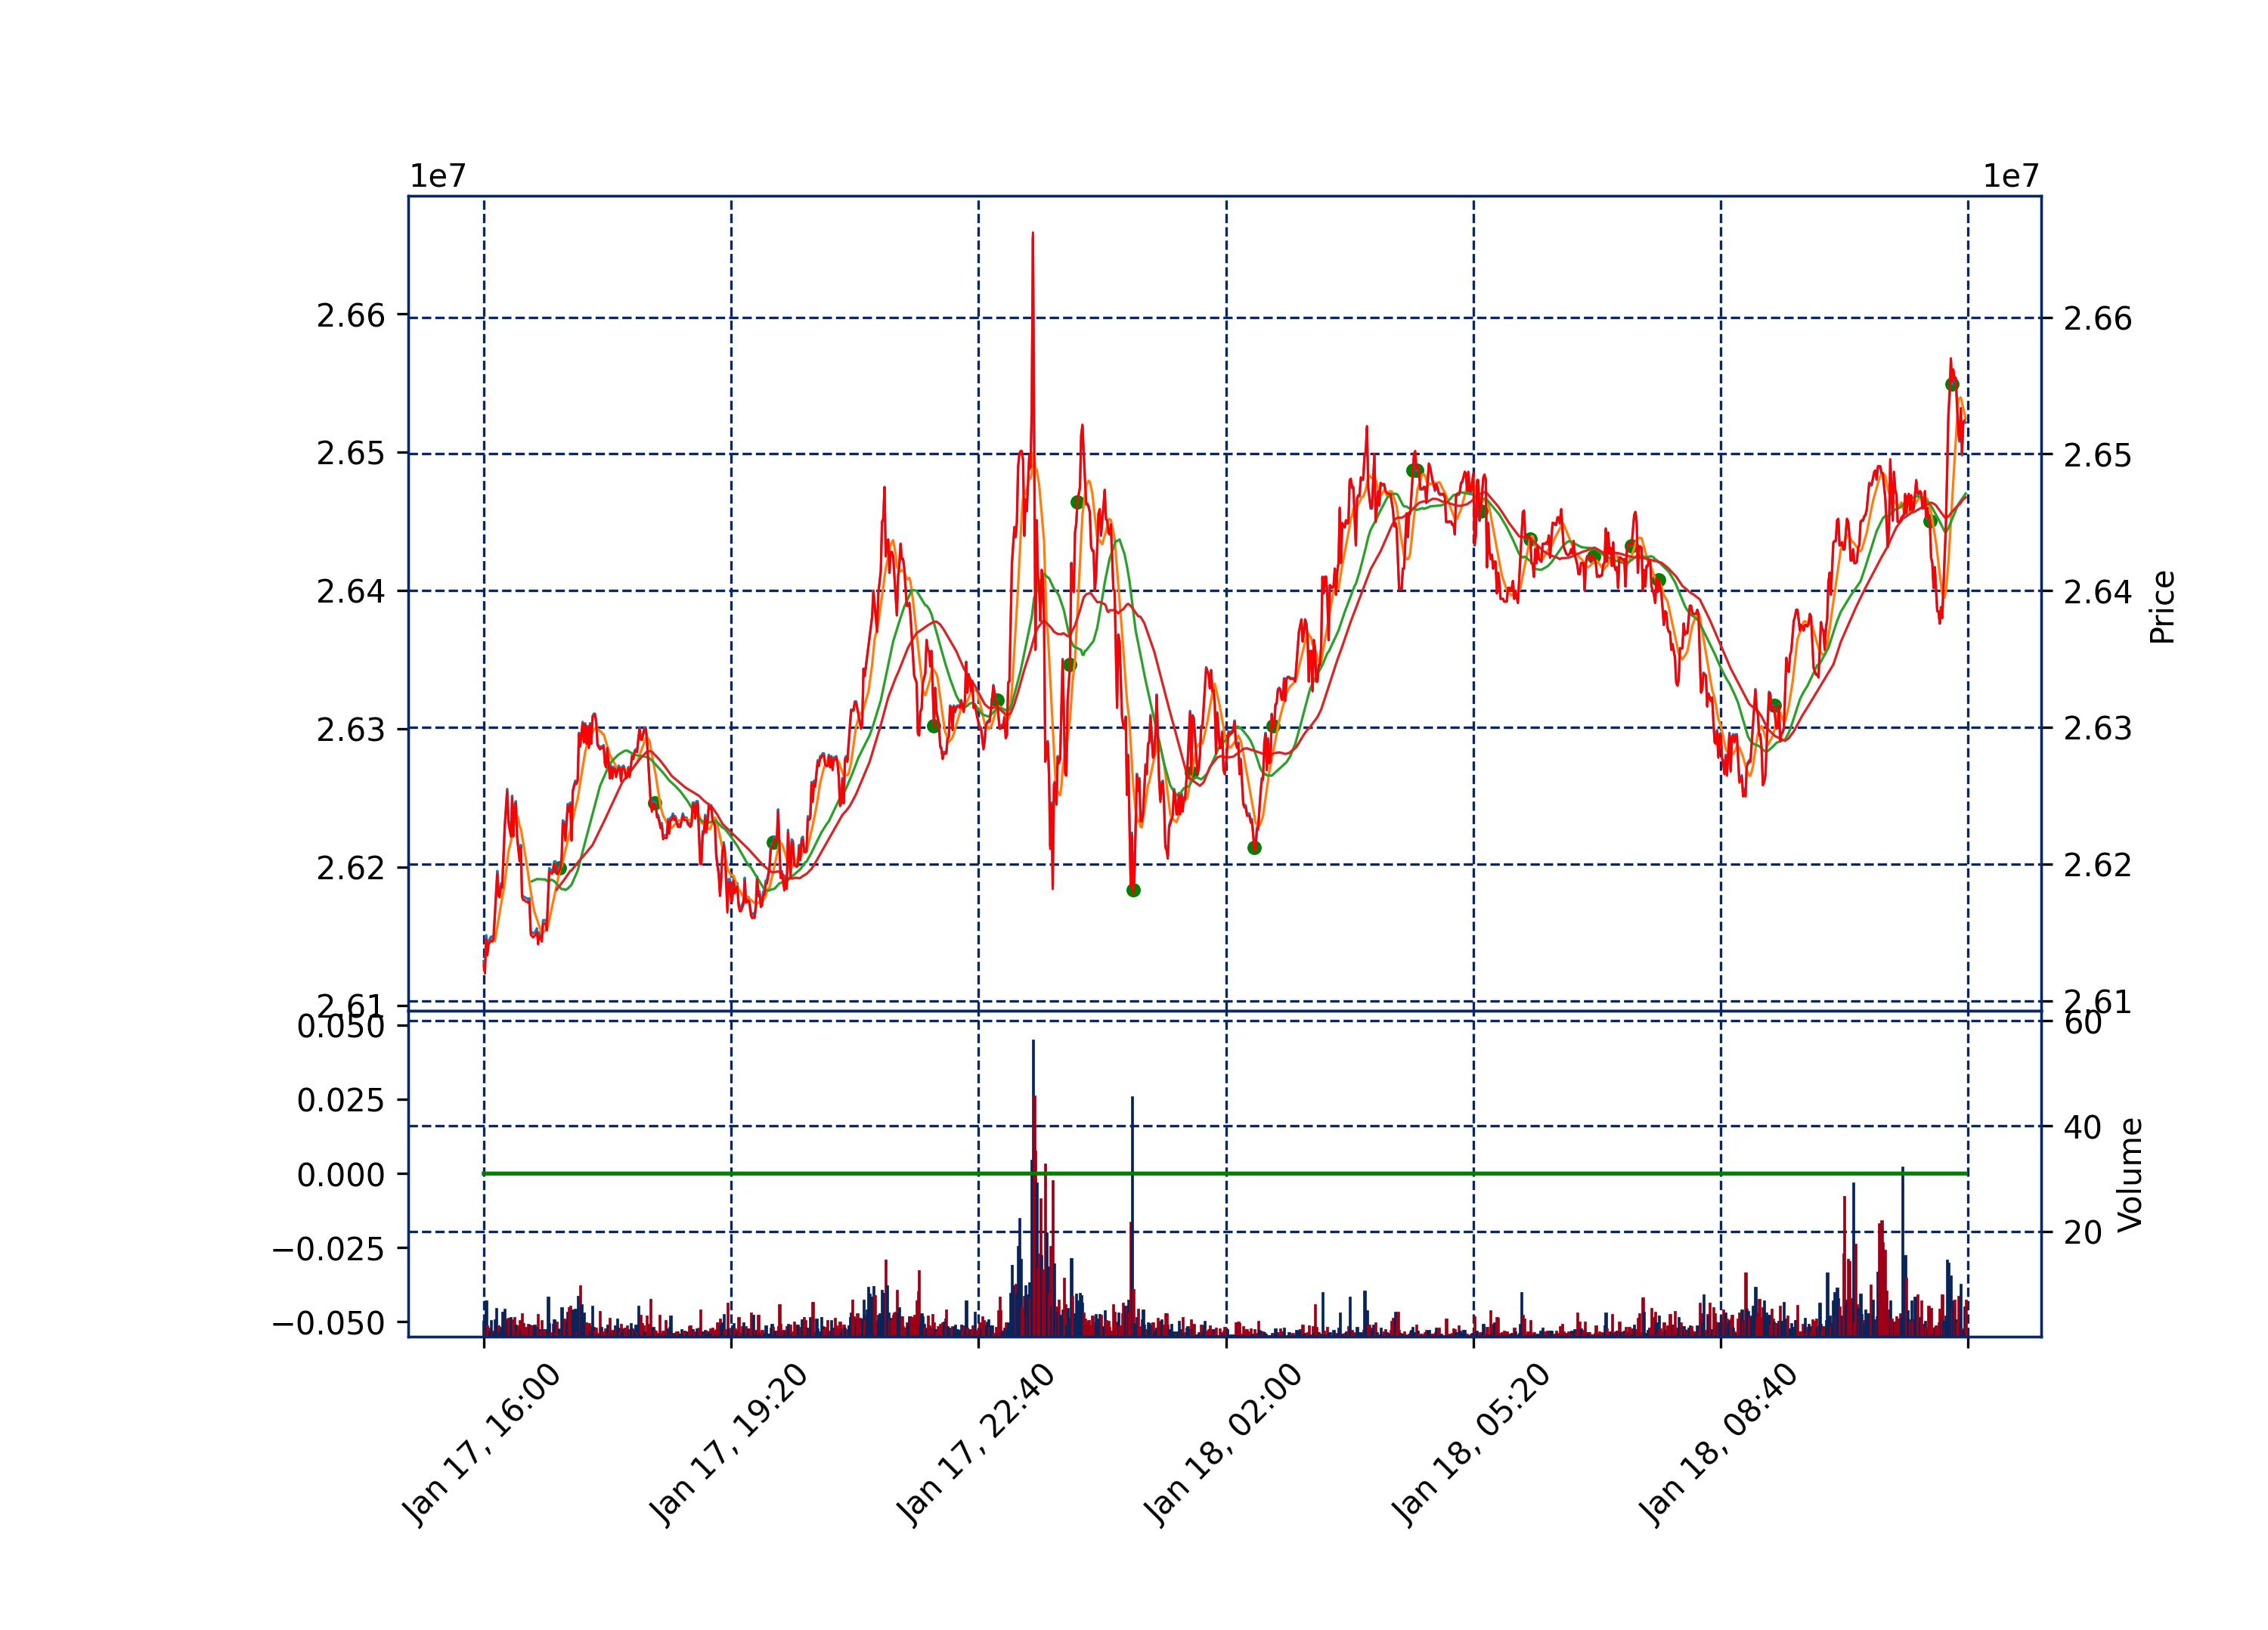 1e7
1e7
2.66
2.65
2.64
2.63
2.62
2.61
2.66
2.65
2.64
2.63
2.62
2.61
Price
0.050
0.025
0.000
−0.025
−0.050
60
40
20
Volume
Jan 17, 16:00
Jan 17, 19:20
Jan 17, 22:40
Jan 18, 02:00
Jan 18, 05:20
Jan 18, 08:40